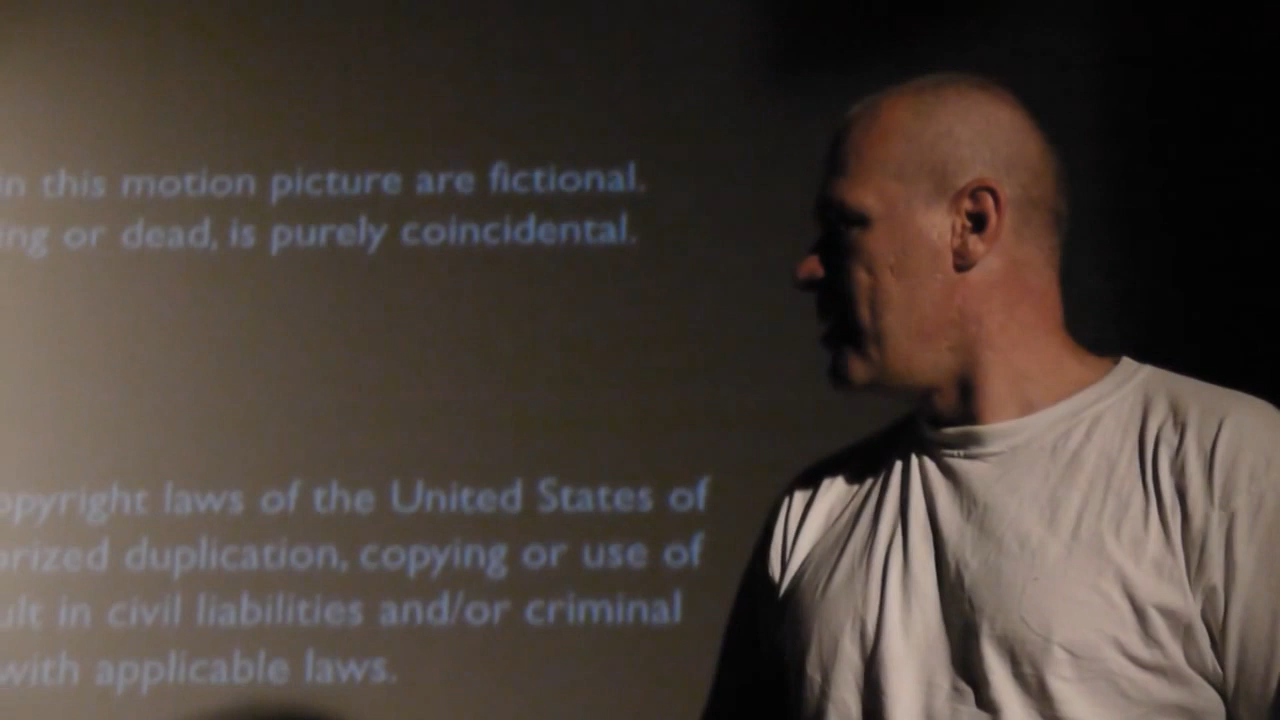 in this motion picture are fictional.
ing or dead, is purely coincidental.
opyright laws of the United States of
orized duplication, copying or use of
ult in civil liabilities and/or criminal
with applicable laws.